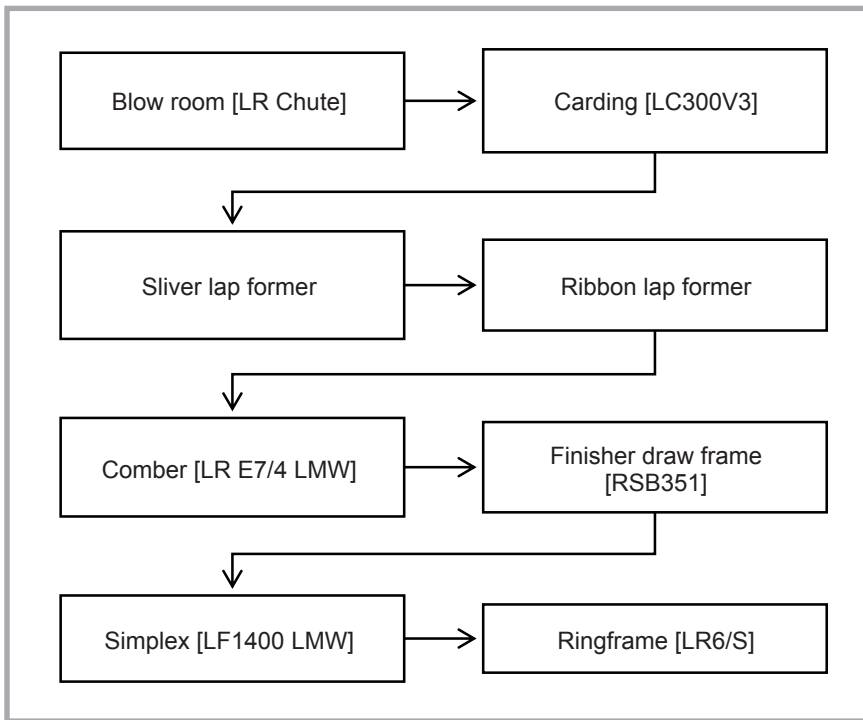 Blow room [LR Chute]
Carding [LC300V3]
Sliver lap former
Ribbon lap former
Comber [LR E7/4 LMW]
Finisher draw frame
[RSB351]
Simplex [LF1400 LMW]
Ringframe [LR6/S]